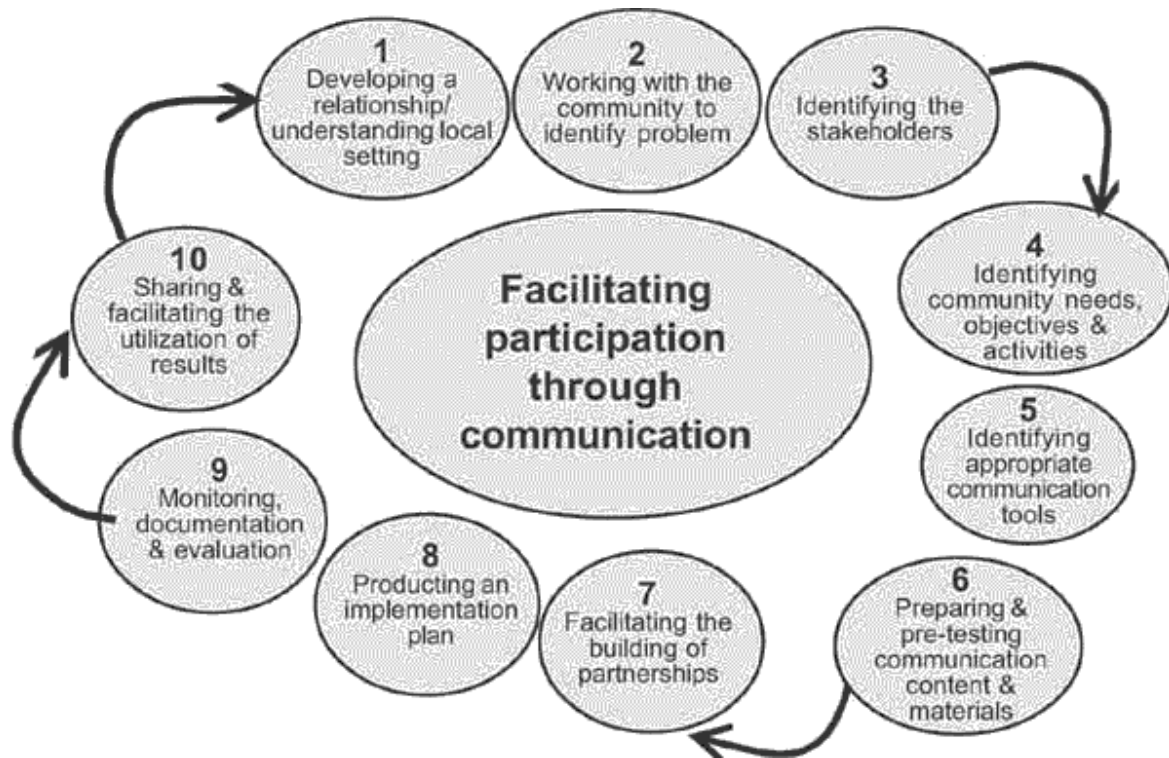 1
Developing a
relationship/
understanding local
setting
2
Working with the
community to
identify problem
3
Identifying the
stakeholders
4
Identifying
community needs,
objectives &
activities
5
Identifying
appropriate
communication
tools
6
Preparing &
pre-testing
communication
content &
materials
7
Facilitating the
building of
partnerships
8
Producting an
implementation
plan
9
Monitoring,
documentation
& evaluation
10
Sharing &
facilitating the
utilization of
results
Facilitating
participation
through
communication